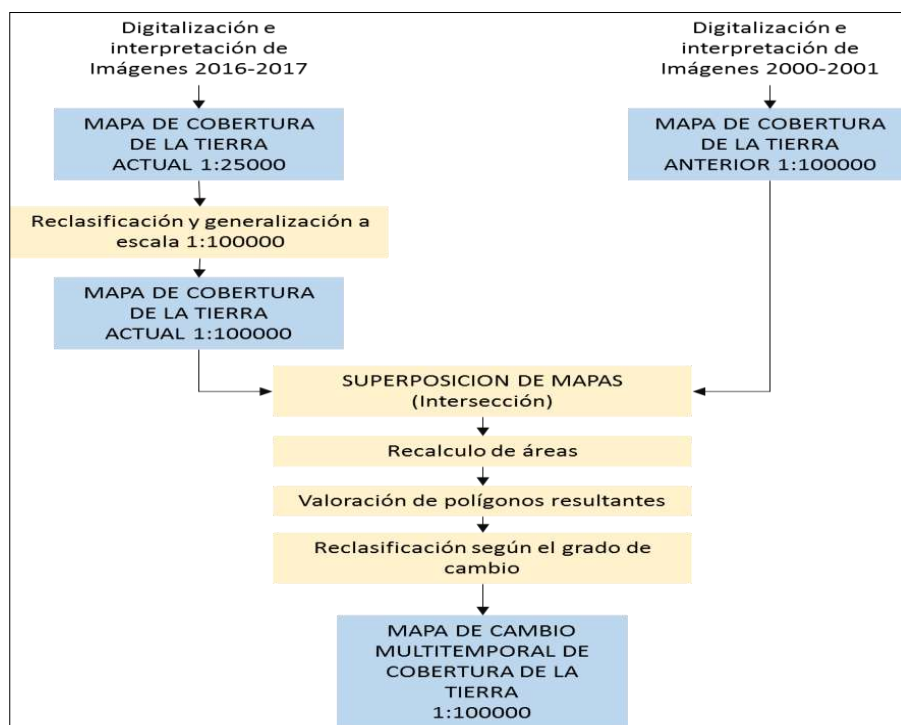 Digitalización e
interpretación de
Imágenes 2016-2017
MAPA DE COBERTURA
DE LA TIERRA
ACTUAL 1:25000
Reclasificación y generalización a
escala 1:100000
MAPA DE COBERTURA
DE LA TIERRA
ACTUAL 1:100000
Digitalización e
interpretación de
Imágenes 2000-2001
MAPA DE COBERTURA
DE LA TIERRA
ANTERIOR 1:100000
SUPERPOSICION DE MAPAS
(Intersección)
Recalculo de áreas
Valoración de polígonos resultantes
Reclasificación según el grado de
cambio
MAPA DE CAMBIO
MULTITEMPORAL DE
COBERTURA DE LA
TIERRA
1:100000